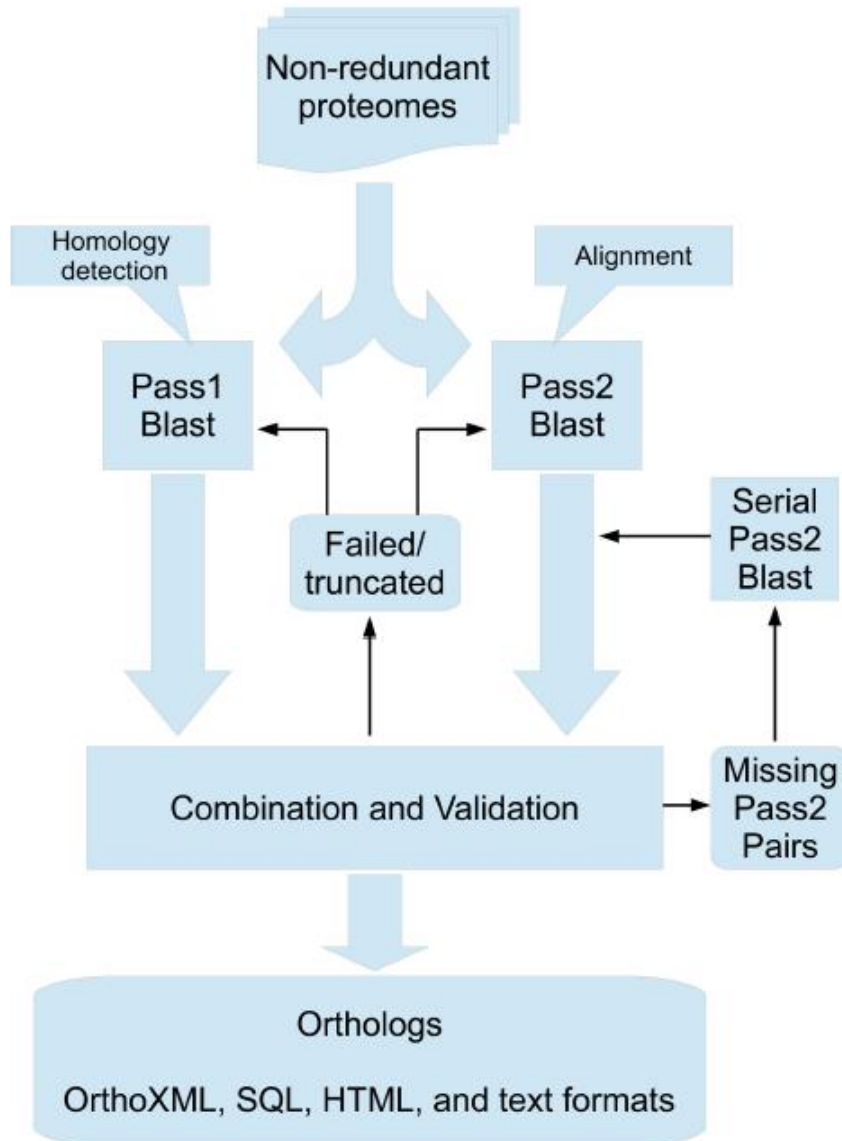 Non-redundant
proteomes
Homology
detection
Alignment
Pass1
Blast
Pass2
Blast
Failed/
truncated
Serial
Pass2
Blast
Combination and Validation
Missing
Pass2
Pairs
Orthologs
OrthoXML, SQL, HTML, and text formats